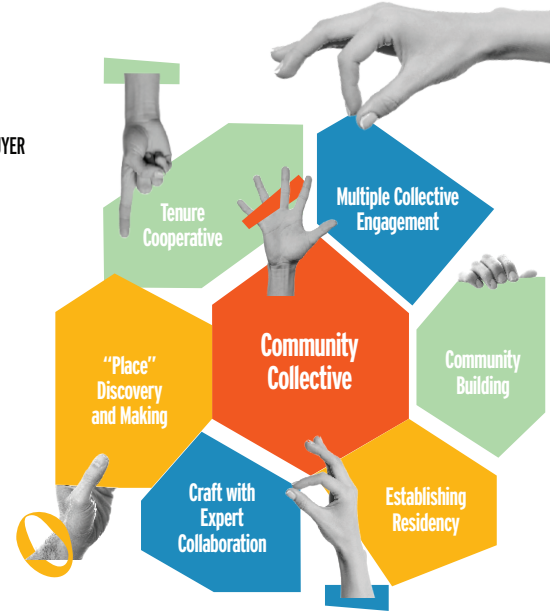 Tenure
Cooperative
Multiple Collective
Engagement
Community
Collective
Community
Building
“Place”
Discovery
and Making
Craft with
Expert
Collaboration
Establishing
Residency